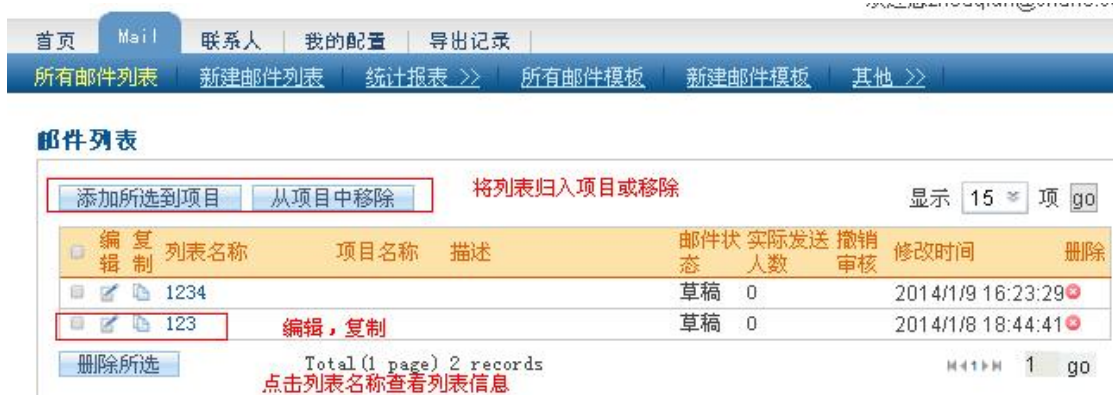 首页 Mail 联系人 我的配置 导出记录
所有邮件列表 新建邮件列表 统计报表 >> 所有邮件模板 新建邮件模板 其他 >>
邮件列表
添加所选到项目 从项目中移除 将列表归入项目或移除 显示 15 项 go
编辑 复制 列表名称 项目名称 描述 邮件状态 实际发送人数 撤销审核 修改时间 删除
1234 草稿 0 2014/1/9 16:23:29
123 编辑，复制 草稿 0 2014/1/8 18:44:41
删除所选 Total(1 page) 2 records 1 1 go
点击列表名称查看列表信息